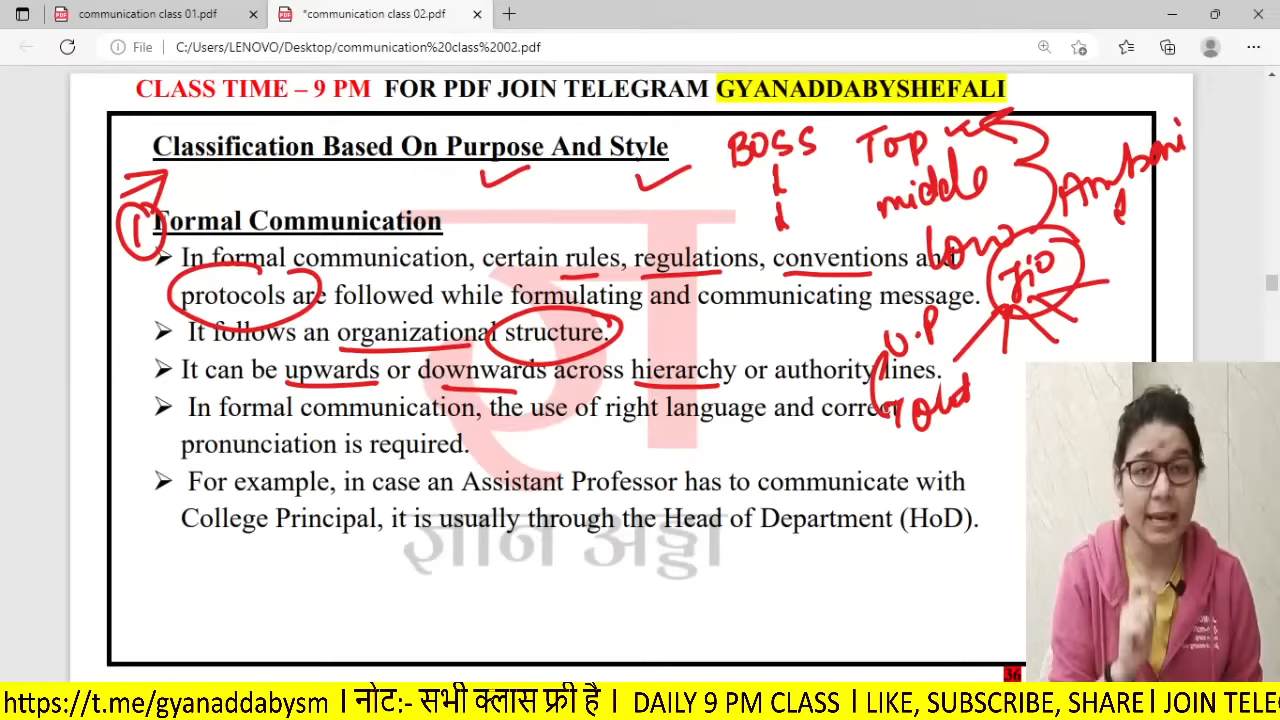 communication class 01.pdf
*communication class 02.pdf
File C:/Users/LENOVO/Desktop/communication%20class%2002.pdf
CLASS TIME – 9 PM FOR PDF JOIN TELEGRAM GYANADDABYSHEFALI
Classification Based On Purpose And Style
BOSS
Top
middle
low
Ambani
Jio
U.P
1
Formal Communication
➢ In formal communication, certain rules, regulations, conventions and
protocols are followed while formulating and communicating message.
➢ It follows an organizational structure.
➢ It can be upwards or downwards across hierarchy or authority lines.
➢ In formal communication, the use of right language and correct
pronunciation is required.
➢ For example, in case an Assistant Professor has to communicate with
College Principal, it is usually through the Head of Department (HoD).
ज्ञ
ज्ञान अड्डा
36
https://t.me/gyanaddabysm । नोट:- सभी क्लास फ्री है । DAILY 9 PM CLASS । LIKE, SUBSCRIBE, SHARE। JOIN TELE